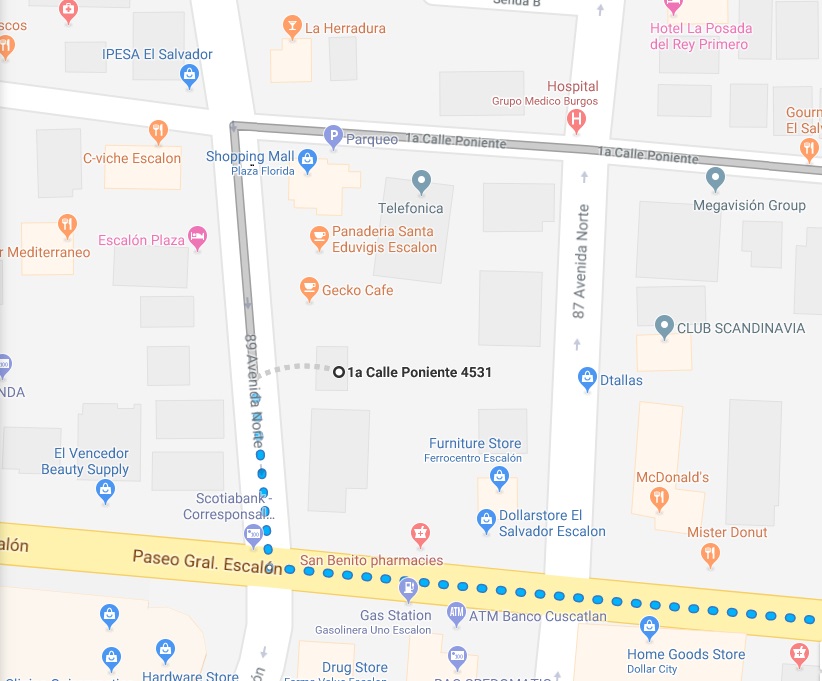 Senda B
scos
La Herradura
IPESA El Salvador
Hotel La Posada
del Rey Primero
Hospital
Grupo Medico Burgos
Gourm
El Sal
P
H
Parqueo
1a Calle Poniente
1a Calle Poniente
C-viche Escalon
Shopping Mall
Plaza Florida
Telefonica
Megavisión Group
Escalón Plaza
r Mediterraneo
Panaderia Santa
Eduvigis Escalon
87 Avenida Norte
Gecko Cafe
CLUB SCANDINAVIA
89 Avenida Norte
1a Calle Poniente 4531
NDA
Dtallas
El Vencedor
Beauty Supply
Furniture Store
Ferrocentro Escalón
McDonald's
Scotiabank -
Corresponsal...
Dollarstore El
Salvador Escalon
Mister Donut
alón
Paseo Gral. Escalón
San Benito pharmacies
Gas Station
Gasolinera Uno Escalon
ATM
ATM Banco Cuscatlan
Home Goods Store
Dollar City
Hardware Store
Drug Store